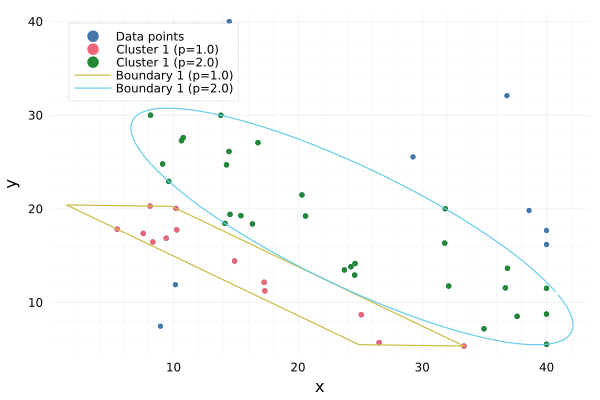 40
30
20
10
y
Data points
Cluster 1 (p=1.0)
Cluster 1 (p=2.0)
Boundary 1 (p=1.0)
Boundary 1 (p=2.0)
10 20 30 40
x